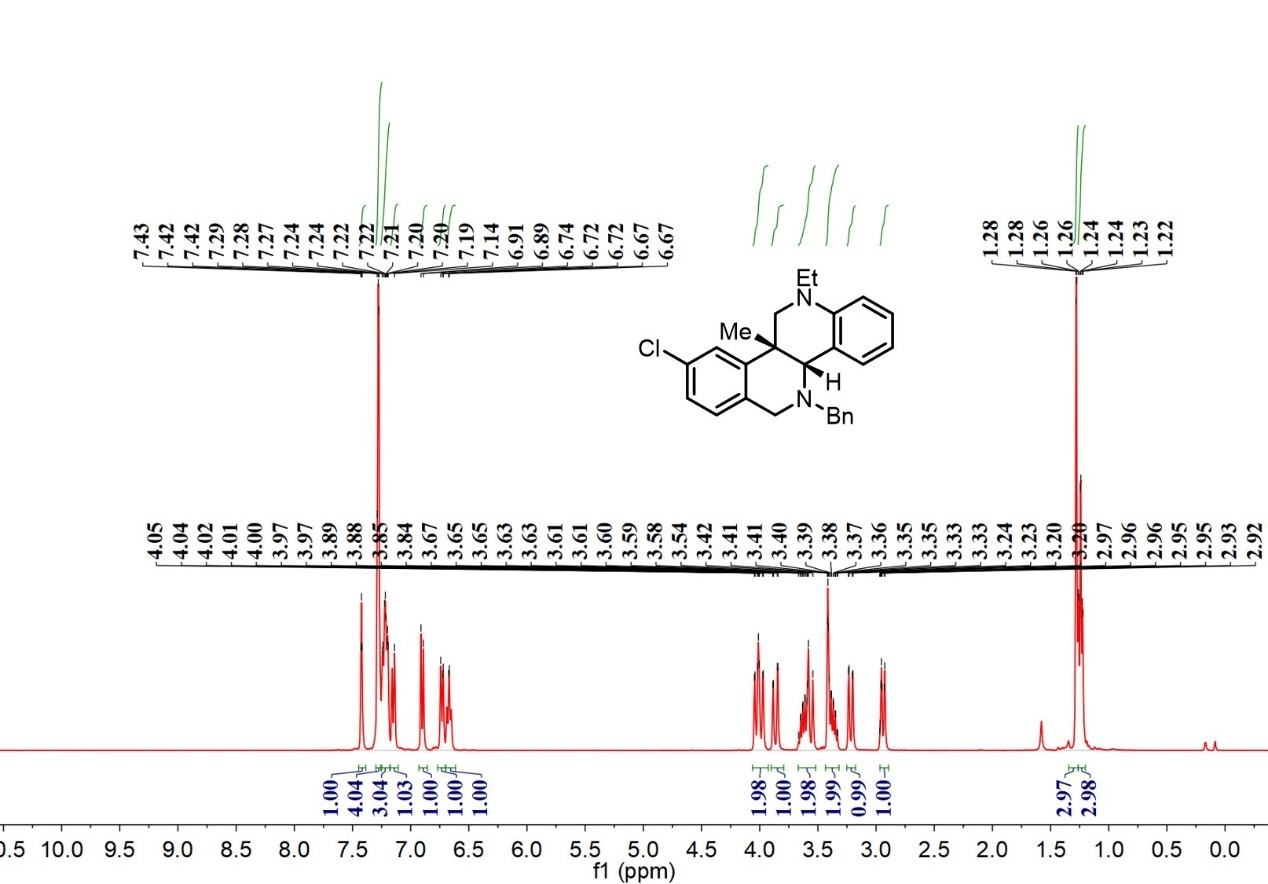 7.43 7.42 7.42 7.29 7.28 7.27 7.24 7.24 7.22 7.22 7.21 7.20 7.20 7.19 7.14 6.91 6.89 6.74 6.72 6.72 6.67 6.67
1.28 1.28 1.26 1.26 1.24 1.24 1.23 1.22
Et
N
Me
Cl
H
N
Bn
4.05 4.04 4.02 4.01 4.00 3.97 3.97 3.89 3.88 3.85 3.84 3.67 3.65 3.65 3.63 3.63 3.61 3.61 3.60 3.59 3.58 3.54 3.42 3.41 3.41 3.40 3.39 3.38 3.37 3.36 3.35 3.35 3.33 3.33 3.24 3.23 3.20 3.20 2.97 2.96 2.96 2.95 2.95 2.93 2.92
1.00 4.04 3.04 1.03 1.00 1.00 1.00 1.98 1.00 1.98 1.99 0.99 1.00 2.97 2.98
0.5 10.0 9.5 9.0 8.5 8.0 7.5 7.0 6.5 6.0 5.5 5.0 4.5 4.0 3.5 3.0 2.5 2.0 1.5 1.0 0.5 0.0
f1 (ppm)